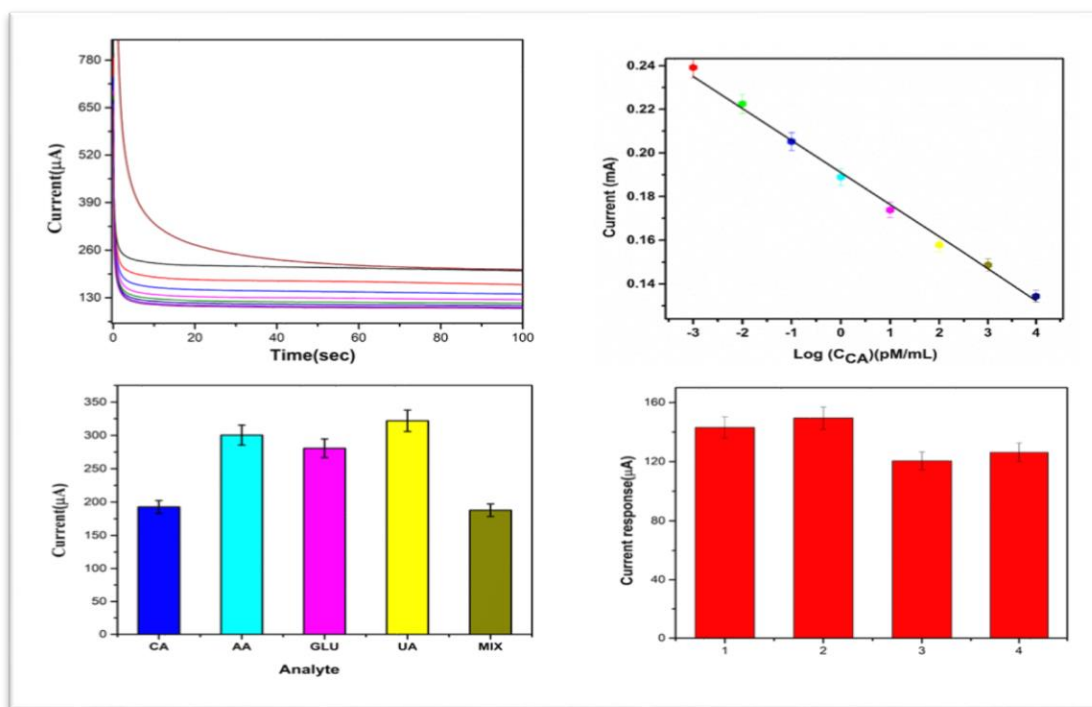 780
650
520
390
260
130
Current(µA)
0 20 40 60 80 100
Time(sec)
0.24
0.22
0.20
0.18
0.16
0.14
Current (mA)
-3 -2 -1 0 1 2 3 4
Log (CCA)(pM/mL)
350
300
250
200
150
100
50
0
Current(µA)
CA AA GLU UA MIX
Analyte
160
120
80
40
0
Current response(µA)
1 2 3 4